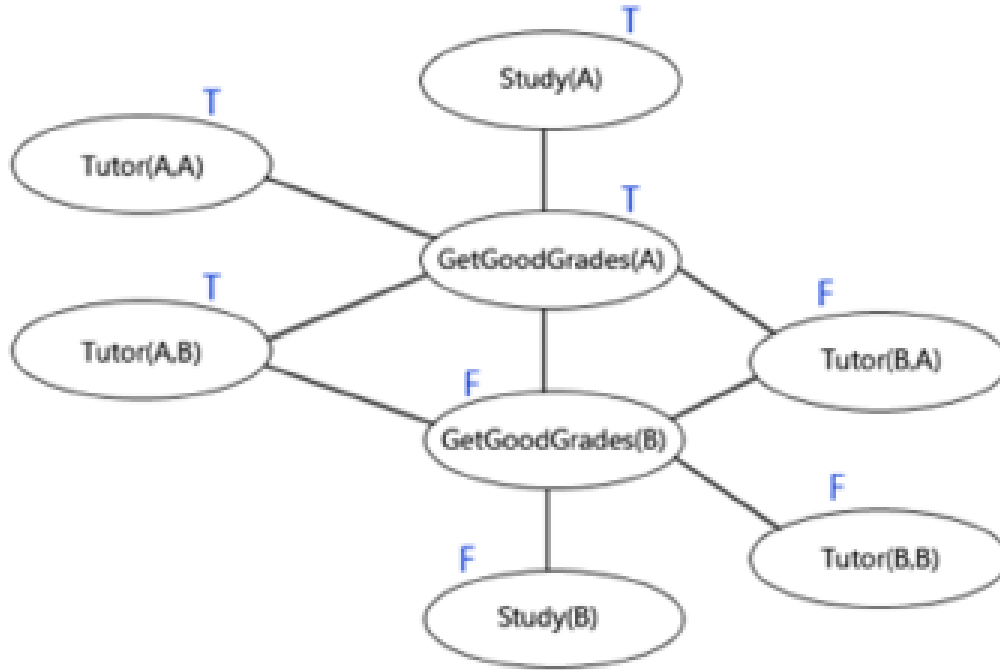 T
Study(A)
T
Tutor(A,A)
T
GetGoodGrades(A)
T
Tutor(A,B)
F
Tutor(B,A)
F
GetGoodGrades(B)
F
Tutor(B,B)
F
Study(B)